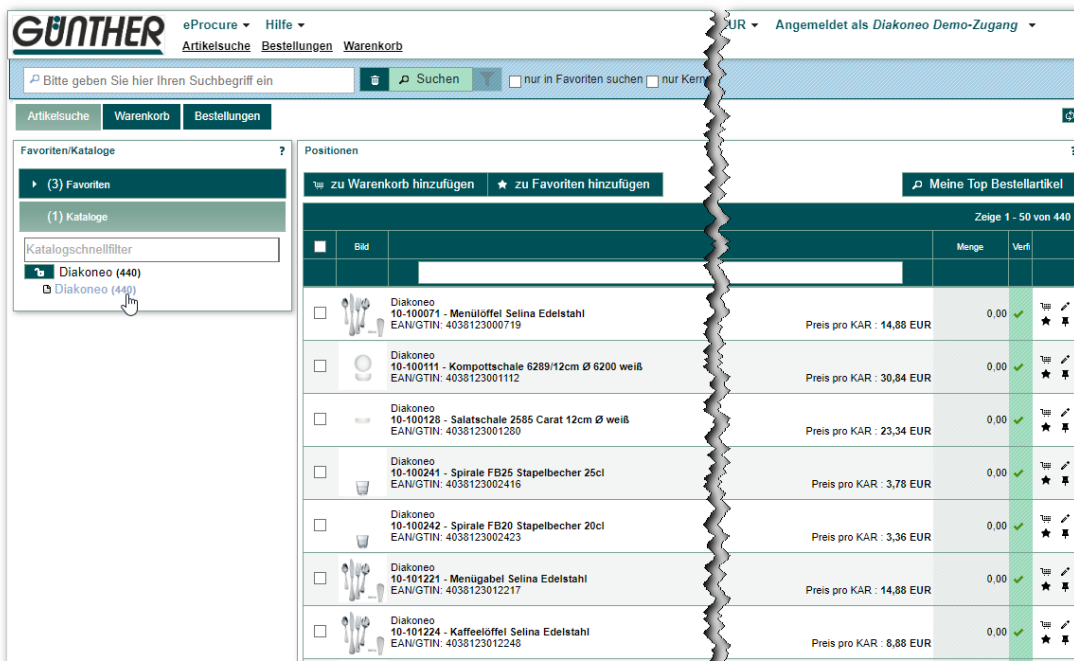 GÜNTHER
eProcure Hilfe
Artikelsuche Bestellungen Warenkorb
UR Angemeldet als Diakoneo Demo-Zugang
Bitte geben Sie hier Ihren Suchbegriff ein
Suchen
nur in Favoriten suchen nur Kern
Artikelsuche Warenkorb Bestellungen
Favoriten/Kataloge ?
(3) Favoriten
(1) Kataloge
Katalogschnellfilter
Diakoneo (440)
Diakoneo (440)
Positionen ?
zu Warenkorb hinzufügen zu Favoriten hinzufügen Meine Top Bestellartikel
Zeige 1 - 50 von 440
Bild Menge Verfi
Diakoneo
10-100071 - Menülöffel Selina Edelstahl 0,00
EAN/GTIN: 4038123000719 Preis pro KAR : 14,88 EUR
Diakoneo
10-100111 - Kompottschale 6289/12cm Ø 6200 weiß 0,00
EAN/GTIN: 4038123001112 Preis pro KAR : 30,84 EUR
Diakoneo
10-100128 - Salatschale 2585 Carat 12cm Ø weiß 0,00
EAN/GTIN: 4038123001280 Preis pro KAR : 23,34 EUR
Diakoneo
10-100241 - Spirale FB25 Stapelbecher 25cl 0,00
EAN/GTIN: 4038123002416 Preis pro KAR : 3,78 EUR
Diakoneo
10-100242 - Spirale FB20 Stapelbecher 20cl 0,00
EAN/GTIN: 4038123002423 Preis pro KAR : 3,36 EUR
Diakoneo
10-101221 - Menügabel Selina Edelstahl 0,00
EAN/GTIN: 4038123012217 Preis pro KAR : 14,88 EUR
Diakoneo
10-101224 - Kaffeelöffel Selina Edelstahl 0,00
EAN/GTIN: 4038123012248 Preis pro KAR : 8,88 EUR